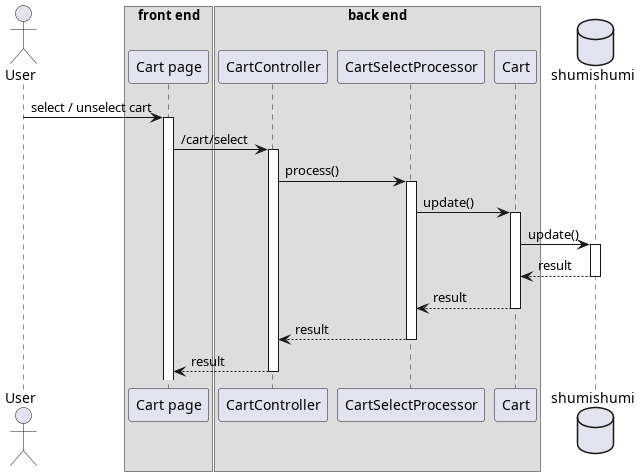 front end
back end
User
Cart page
CartController
CartSelectProcessor
Cart
shumishumi
select / unselect cart
/cart/select
process()
update()
update()
result
result
result
result
User
Cart page
CartController
CartSelectProcessor
Cart
shumishumi